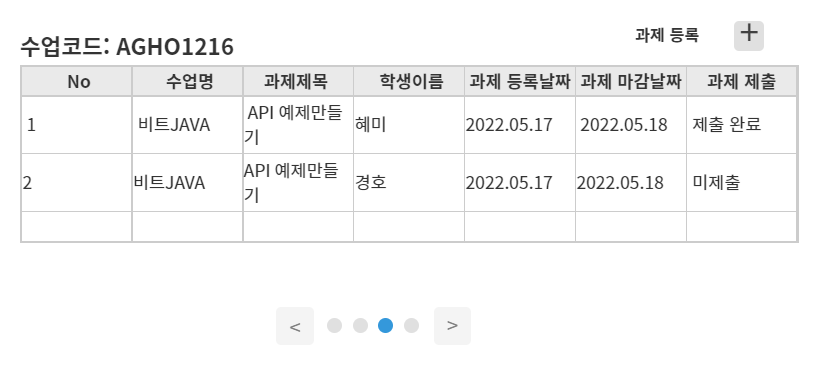 과제 등록 +
수업코드: AGHO1216
No 수업명 과제제목 학생이름 과제 등록날짜 과제 마감날짜 과제 제출
1 비트JAVA API 예제만들 혜미 2022.05.17 2022.05.18 제출 완료
기
2 비트JAVA API 예제만들 경호 2022.05.17 2022.05.18 미제출
기
< >